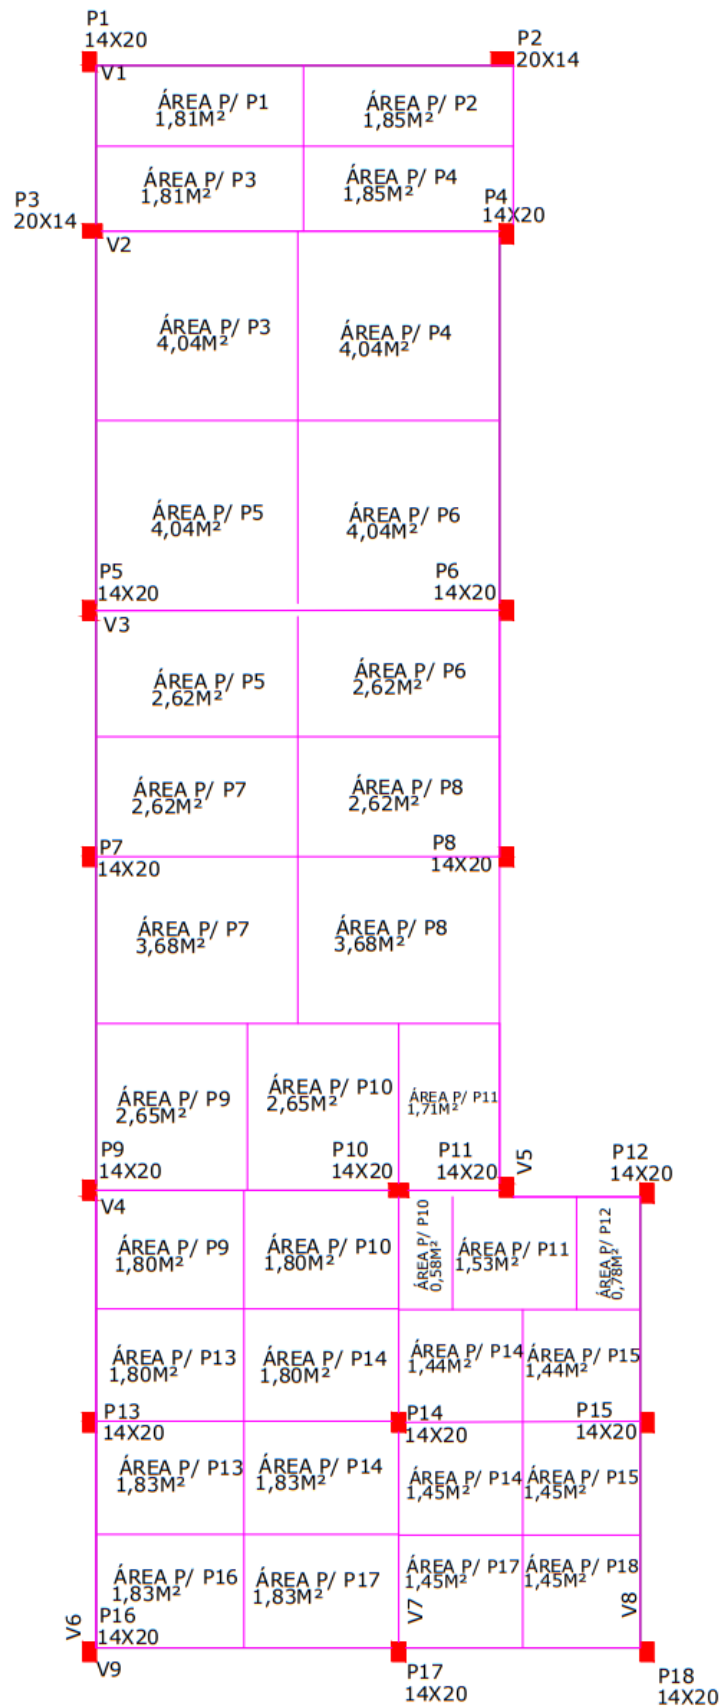 P1
14X20
P2
20X14
V1
ÁREA P/ P1
1,81M²
ÁREA P/ P2
1,85M²
ÁREA P/ P3
1,81M²
ÁREA P/ P4
1,85M²
P3
20X14
P4
14X20
V2
ÁREA P/ P3
4,04M²
ÁREA P/ P4
4,04M²
ÁREA P/ P5
4,04M²
ÁREA P/ P6
4,04M²
P5
14X20
P6
14X20
V3
ÁREA P/ P5
2,62M²
ÁREA P/ P6
2,62M²
ÁREA P/ P7
2,62M²
ÁREA P/ P8
2,62M²
P7
14X20
P8
14X20
ÁREA P/ P7
3,68M²
ÁREA P/ P8
3,68M²
ÁREA P/ P9
2,65M²
ÁREA P/ P10
2,65M²
ÁREA P/ P11
1,71M²
P9
14X20
P10
14X20
P11
14X20
V5
P12
14X20
V4
ÁREA P/ P9
1,80M²
ÁREA P/ P10
1,80M²
ÁREA P/ P10
0,58M²
ÁREA P/ P11
1,53M²
ÁREA P/ P12
0,78M²
ÁREA P/ P13
1,80M²
ÁREA P/ P14
1,80M²
ÁREA P/ P14
1,44M²
ÁREA P/ P15
1,44M²
P13
14X20
P14
14X20
P15
14X20
ÁREA P/ P13
1,83M²
ÁREA P/ P14
1,83M²
ÁREA P/ P14
1,45M²
ÁREA P/ P15
1,45M²
ÁREA P/ P16
1,83M²
ÁREA P/ P17
1,83M²
ÁREA P/ P17
1,45M²
ÁREA P/ P18
1,45M²
V6
P16
14X20
V7
V8
V9
P17
14X20
P18
14X20